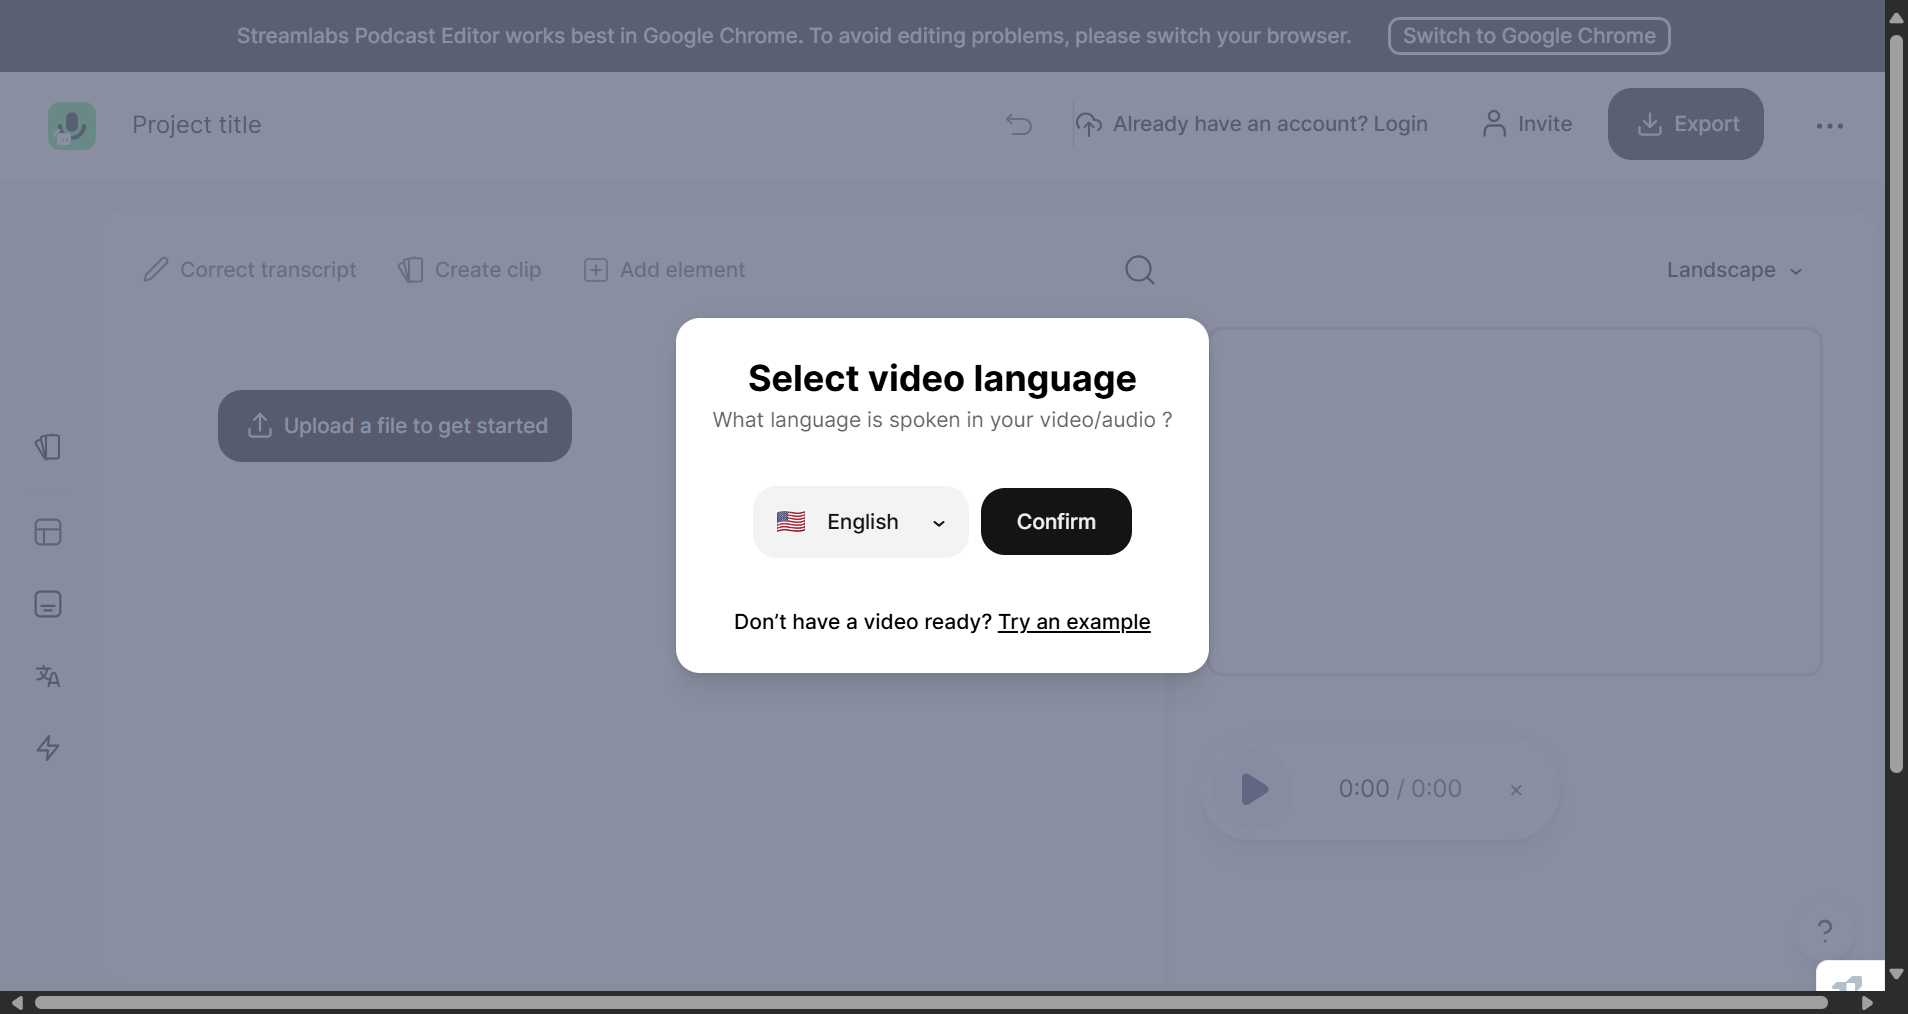 Streamlabs Podcast Editor works best in Google Chrome. To avoid editing problems, please switch your browser. Switch to Google Chrome
Project title
Already have an account? Login
Invite
Export
Correct transcript
Create clip
Add element
Landscape
Upload a file to get started
Select video language
What language is spoken in your video/audio ?
English
Confirm
Don’t have a video ready? Try an example
0:00 / 0:00